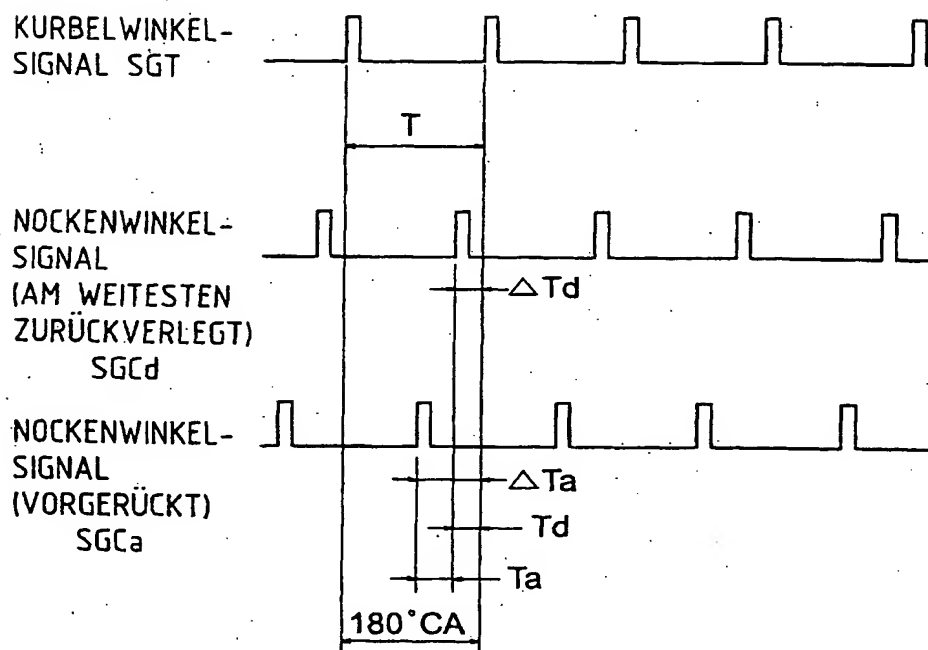 KURBELWINKEL-
SIGNAL SGT
T
NOCKENWINKEL-
SIGNAL
(AM WEITESTEN
ZURÜCKVERLEGT)
SGCd
△Td
NOCKENWINKEL-
SIGNAL
(VORGERÜCKT)
SGCa
△Ta
Td
Ta
180°CA